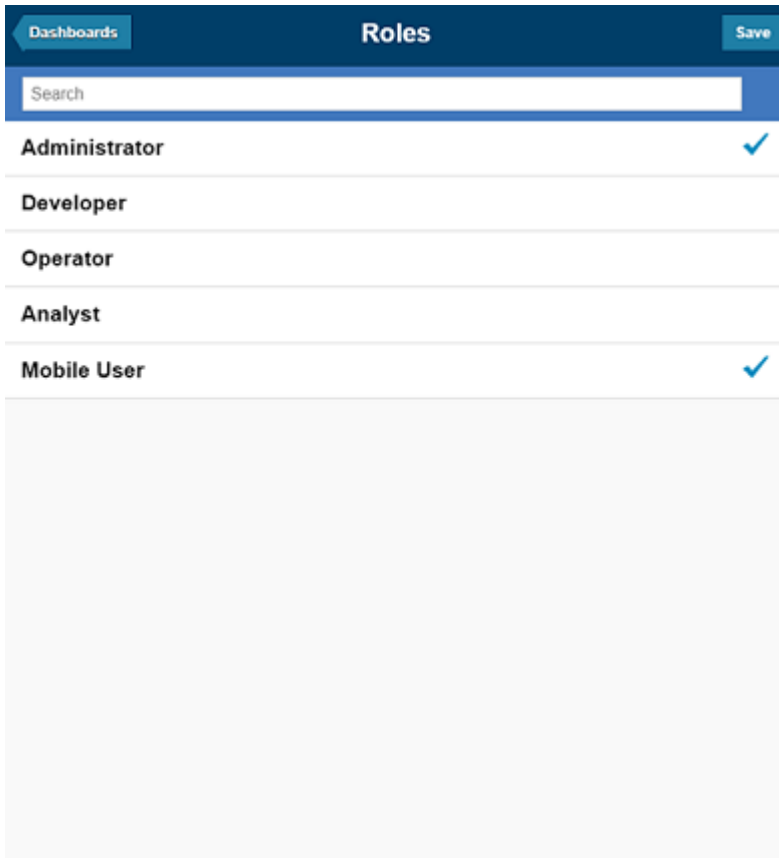 Dashboards Roles Save
Search
Administrator
Developer
Operator
Analyst
Mobile User